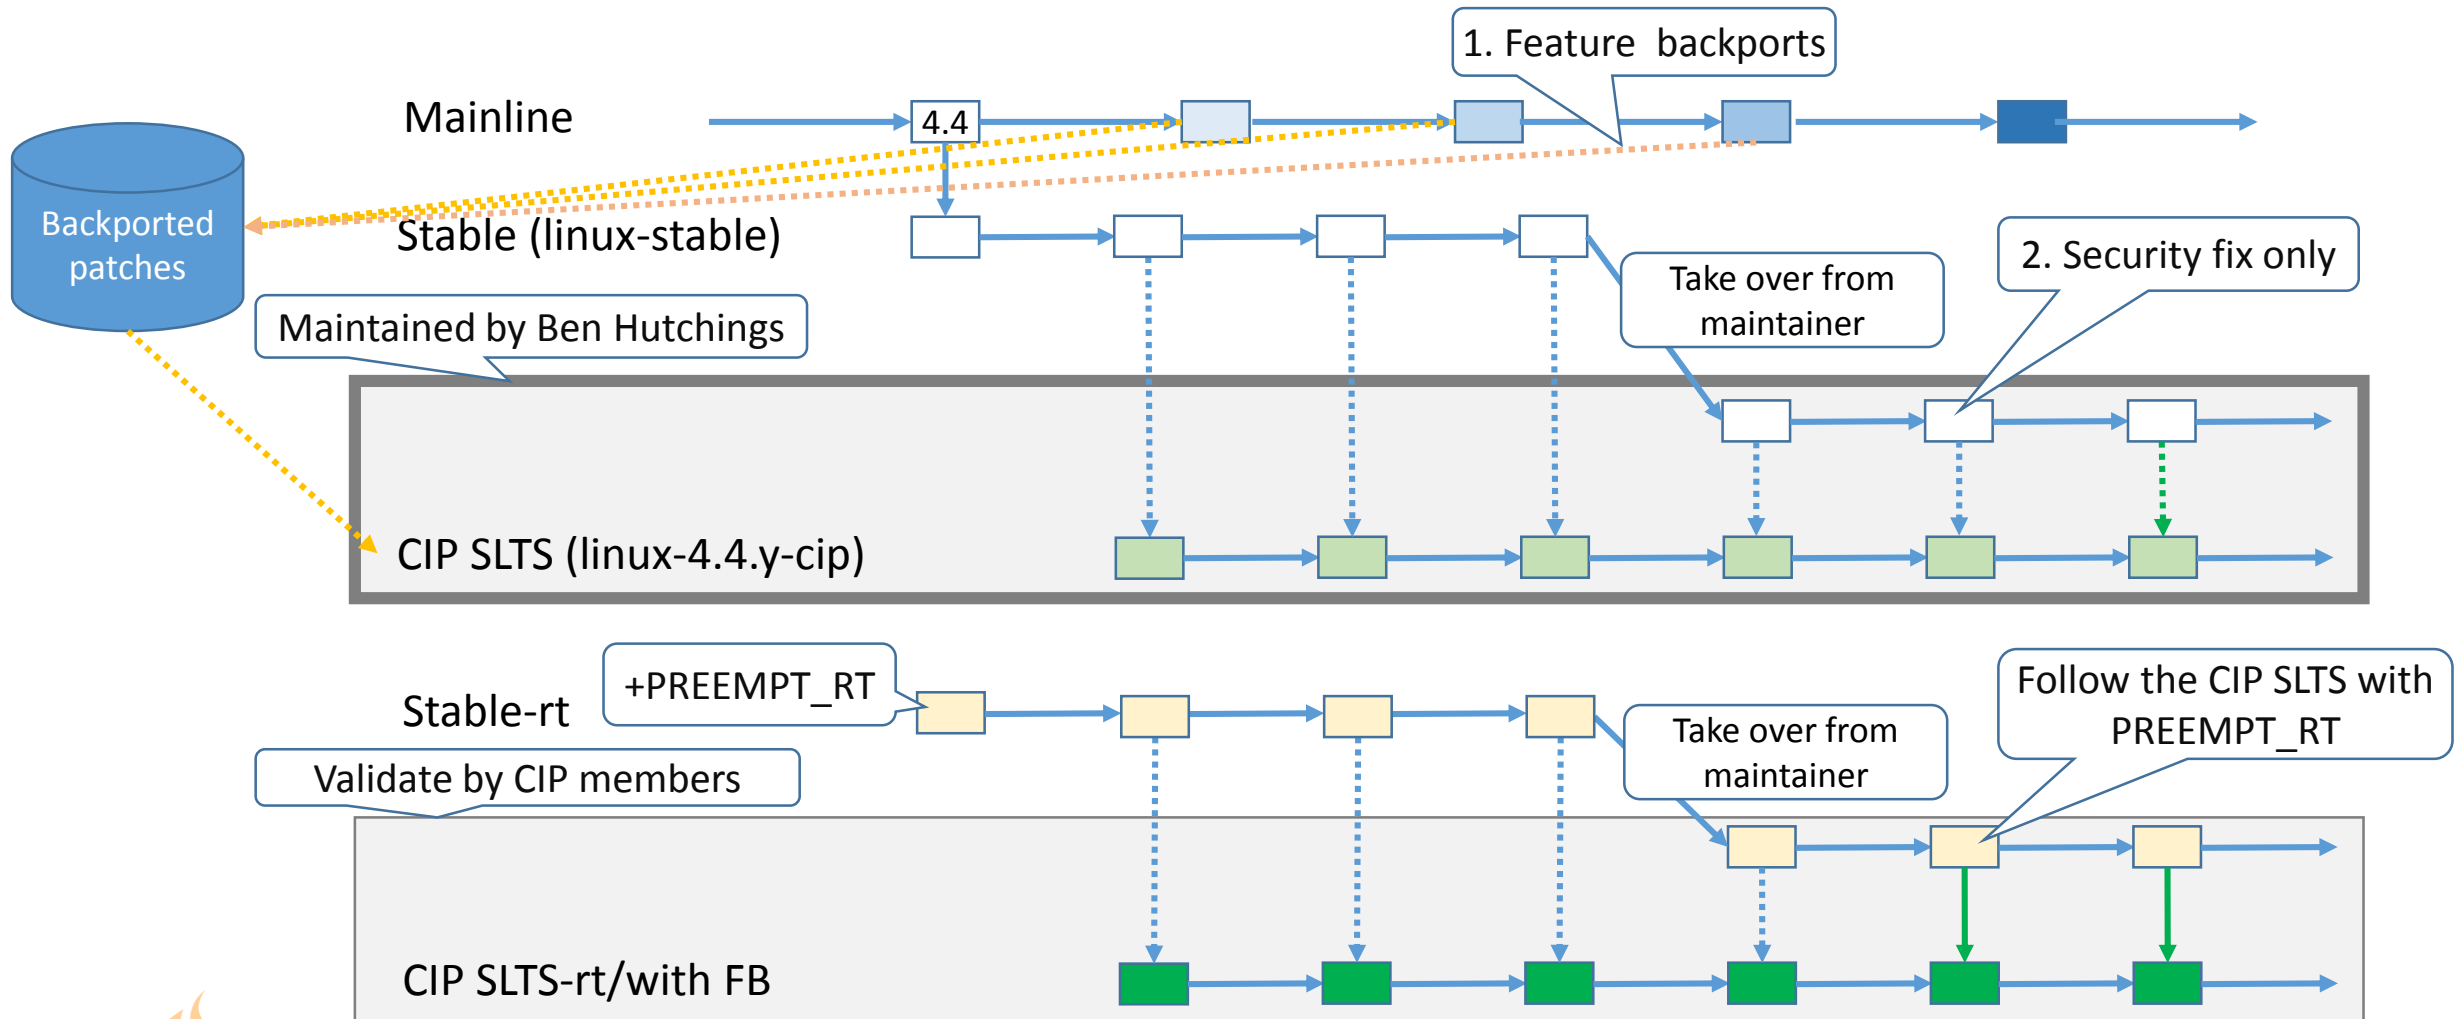 1. Feature backports
Mainline
4.4
Backported
patches
Stable (linux-stable)
Take over from
maintainer
2. Security fix only
Maintained by Ben Hutchings
CIP SLTS (linux-4.4.y-cip)
+PREEMPT_RT
Stable-rt
Take over from
maintainer
Follow the CIP SLTS with
PREEMPT_RT
Validate by CIP members
CIP SLTS-rt/with FB